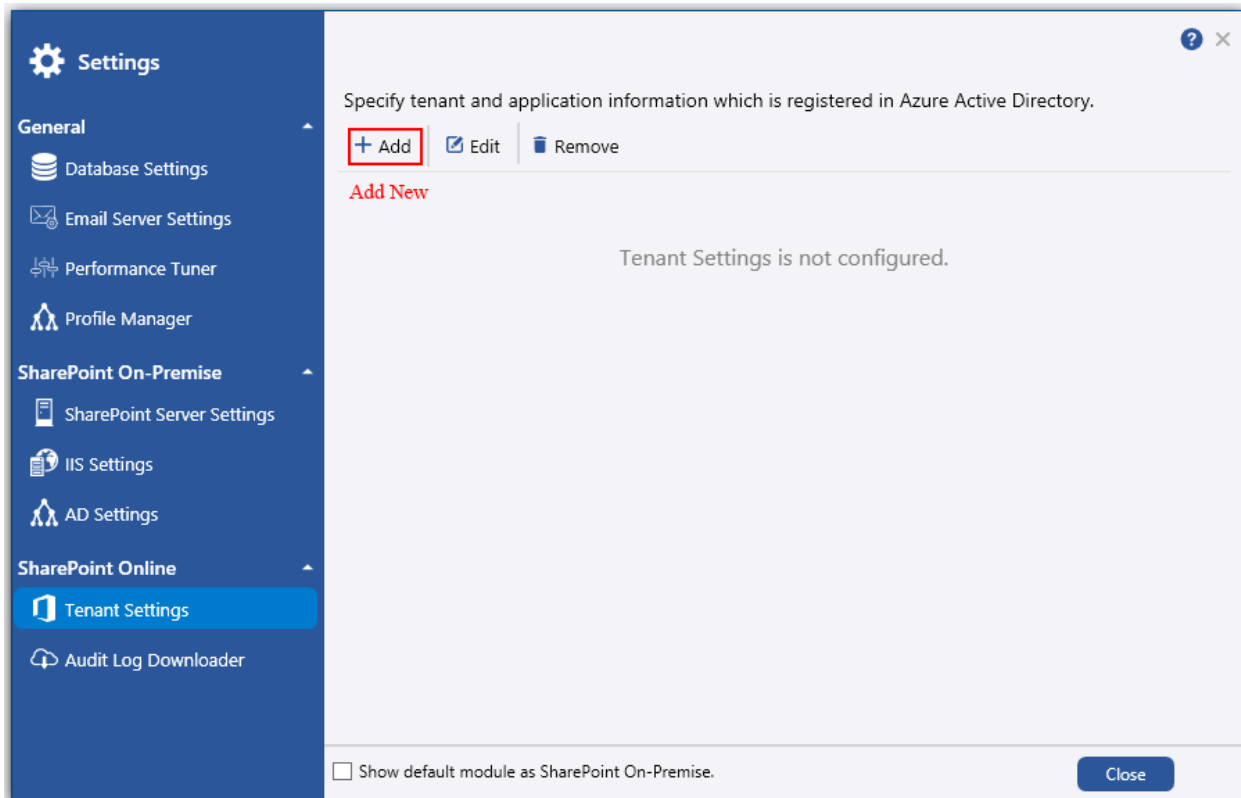 Settings
General
Database Settings
Email Server Settings
Performance Tuner
Profile Manager
SharePoint On-Premise
SharePoint Server Settings
IIS Settings
AD Settings
SharePoint Online
Tenant Settings
Audit Log Downloader
?
Specify tenant and application information which is registered in Azure Active Directory.
+ Add Edit Remove
Add New
Tenant Settings is not configured.
Show default module as SharePoint On-Premise.
Close